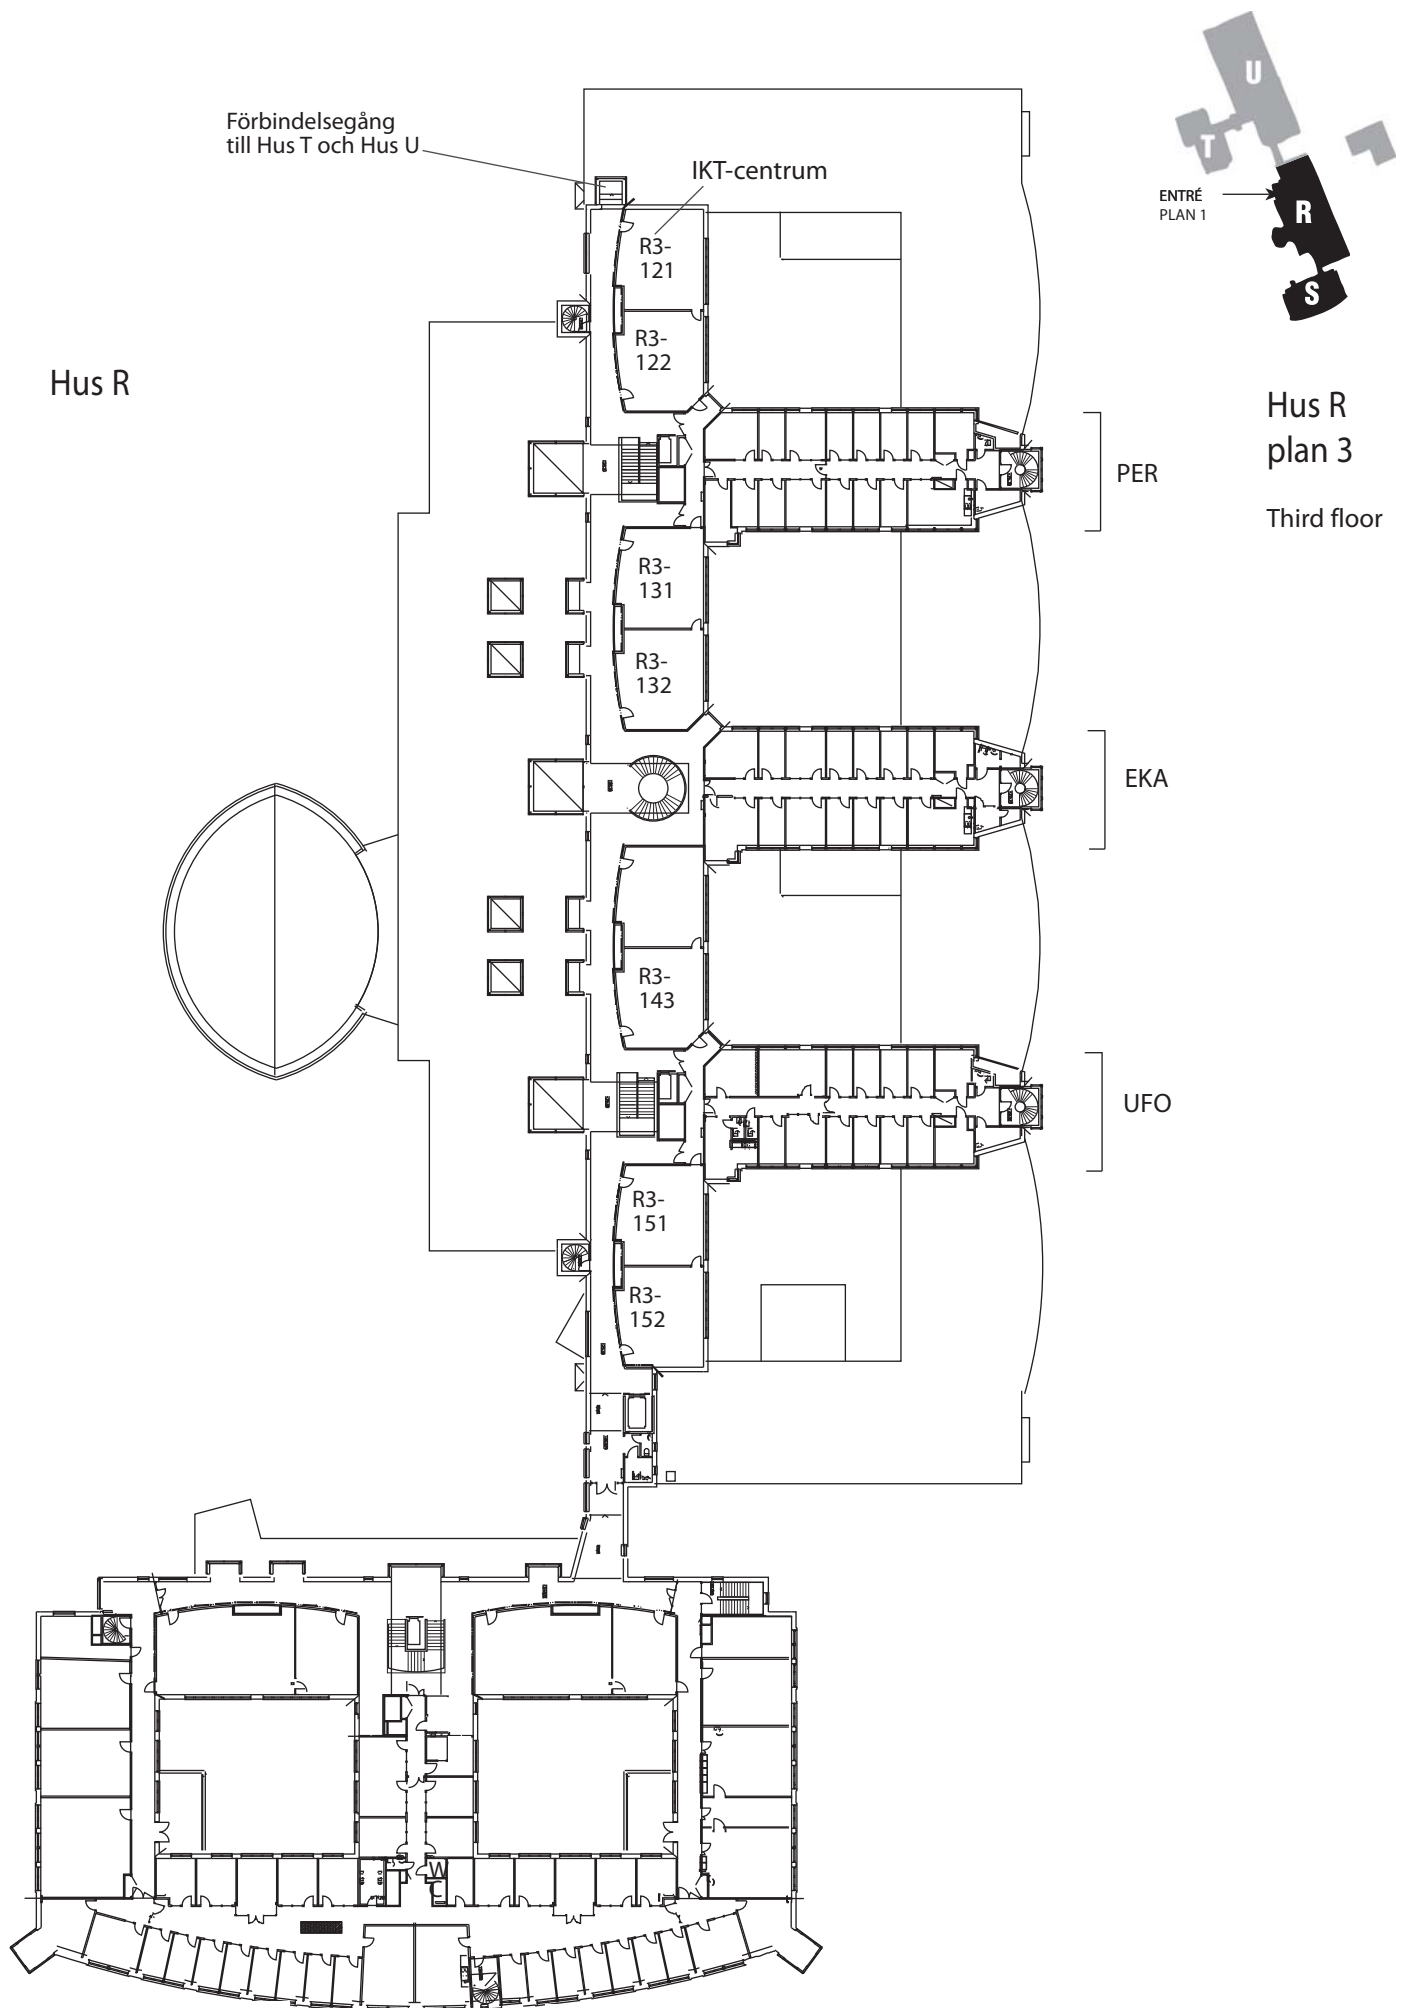 U
T
ENTRÉ
PLAN 1
R
S
Förbindelsegång
till Hus T och Hus U
IKT-centrum
R3-
121
R3-
122
Hus R
Hus R
plan 3
Third floor
PER
R3-
131
R3-
132
EKA
R3-
143
UFO
R3-
151
R3-
152
W